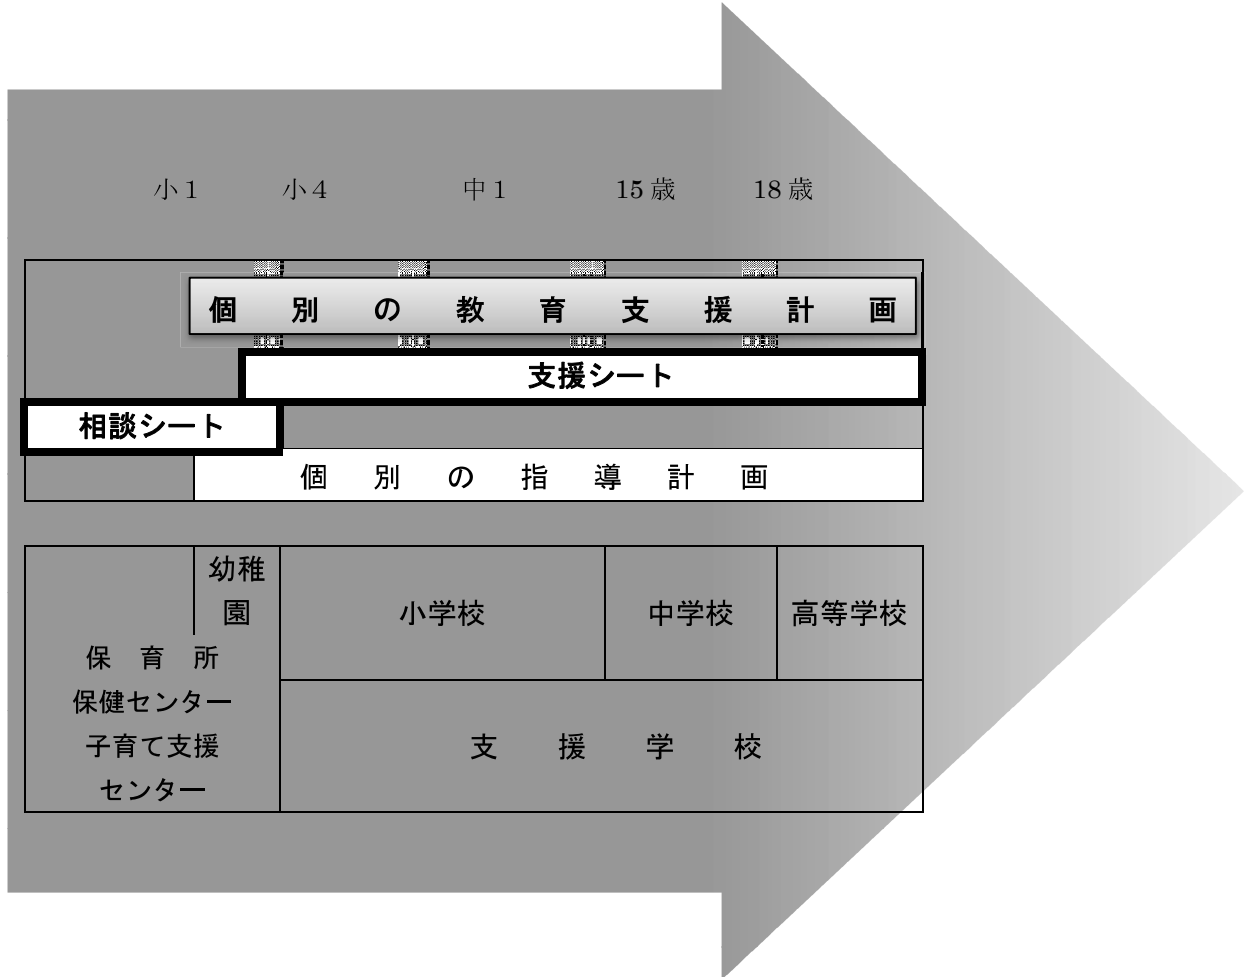 小１ 小４ 中１ 15歳 18歳
個別の教育支援計画
支援シート
相談シート
個別の指導計画
幼稚
園
小学校 中学校 高等学校
保育所
保健センター
子育て支援
センター
支援学校